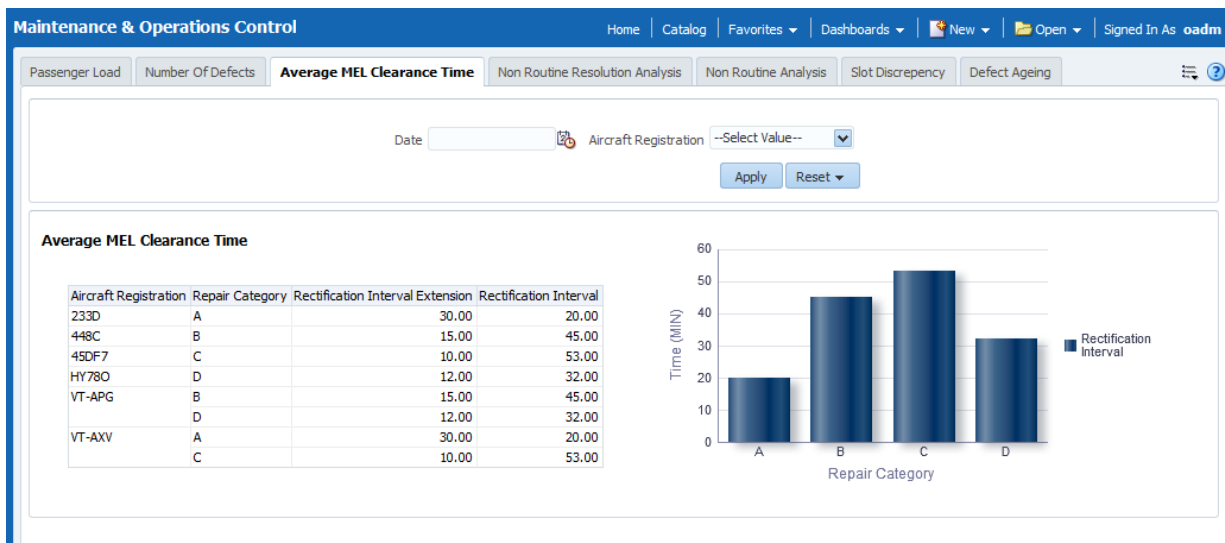 Maintenance & Operations Control Home Catalog Favorites Dashboards New Open Signed In As oadm
Passenger Load Number Of Defects Average MEL Clearance Time Non Routine Resolution Analysis Non Routine Analysis Slot Discrepency Defect Ageing
Date Aircraft Registration --Select Value--
Apply Reset
Average MEL Clearance Time
Aircraft Registration Repair Category Rectification Interval Extension Rectification Interval
233D A 30.00 20.00
448C B 15.00 45.00
45DF7 C 10.00 53.00
HY78O D 12.00 32.00
VT-APG B 15.00 45.00
D 12.00 32.00
VT-AXV A 30.00 20.00
C 10.00 53.00
60
50
40
30
20
10
0
Time (MIN)
A B C D
Repair Category
Rectification
Interval